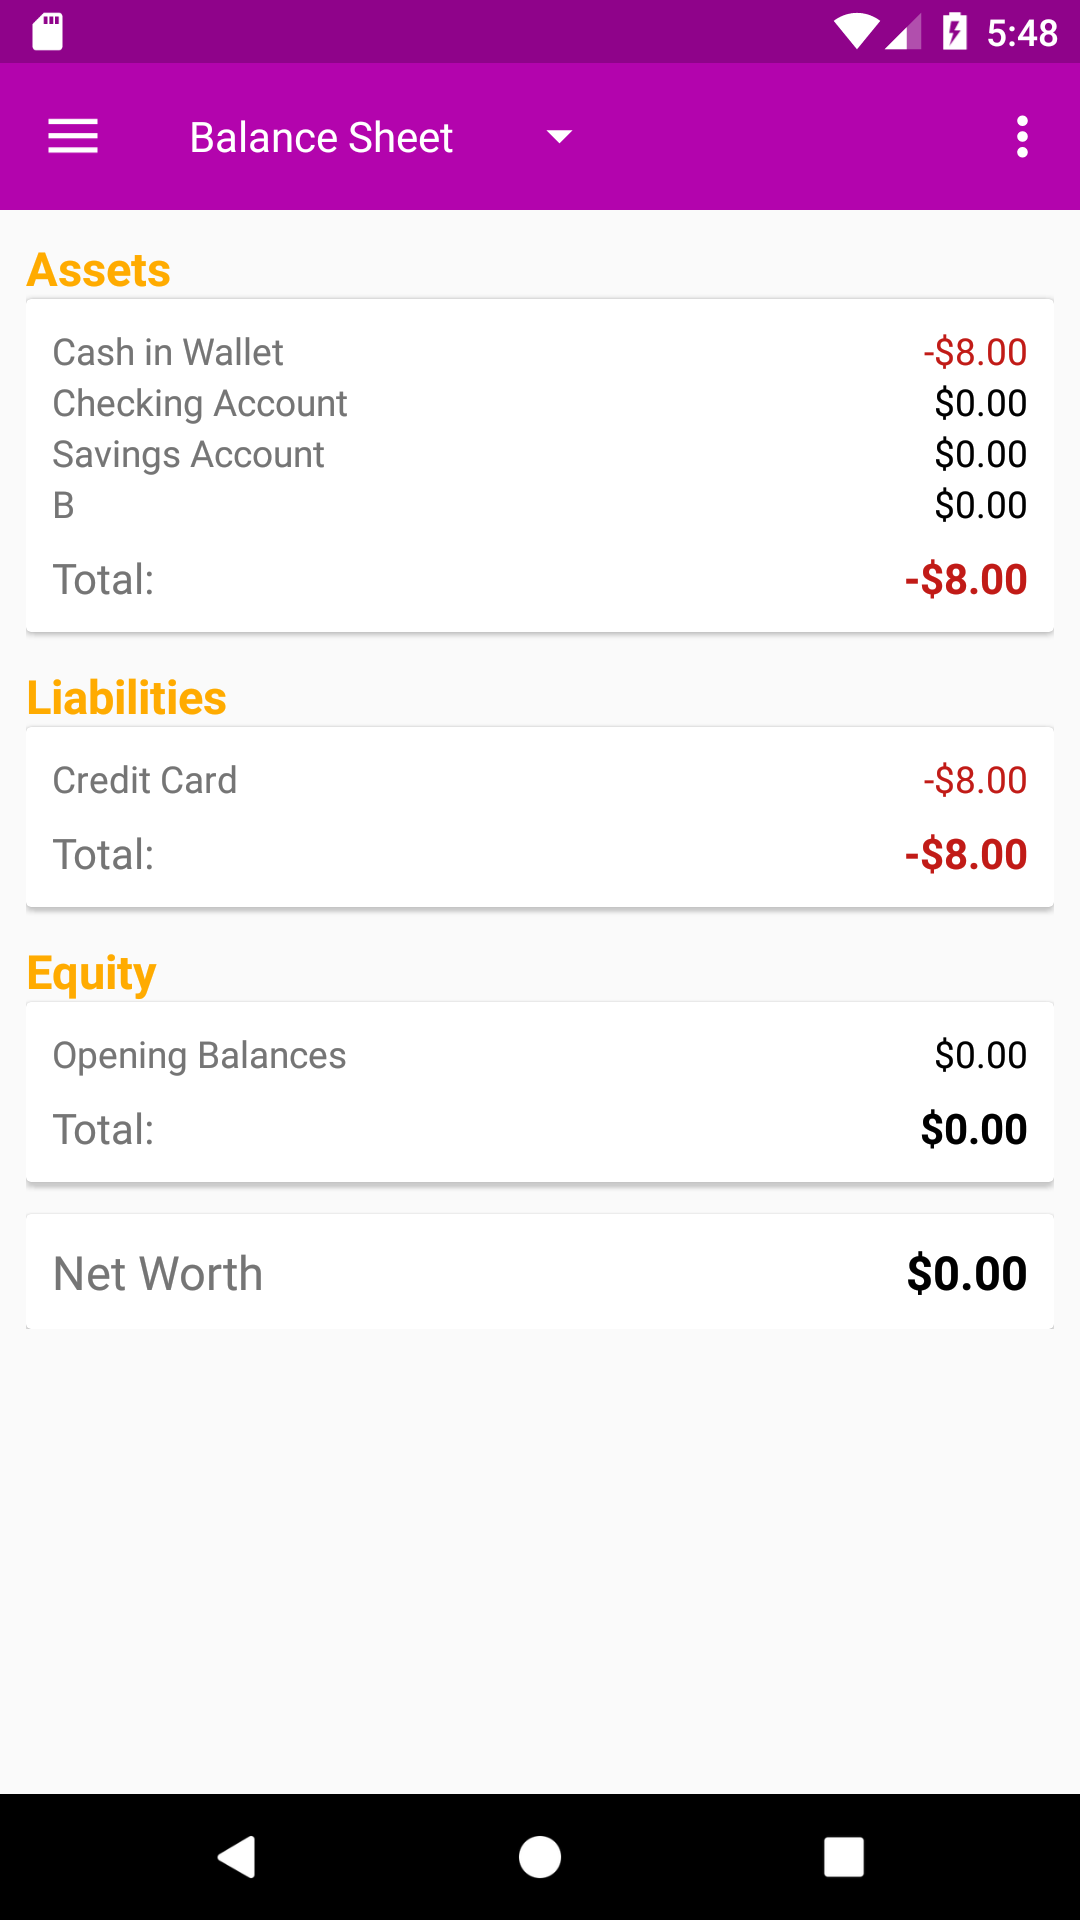 5:48
Balance Sheet
Assets
Cash in Wallet -$8.00
Checking Account $0.00
Savings Account $0.00
B $0.00
Total: -$8.00
Liabilities
Credit Card -$8.00
Total: -$8.00
Equity
Opening Balances $0.00
Total: $0.00
Net Worth $0.00